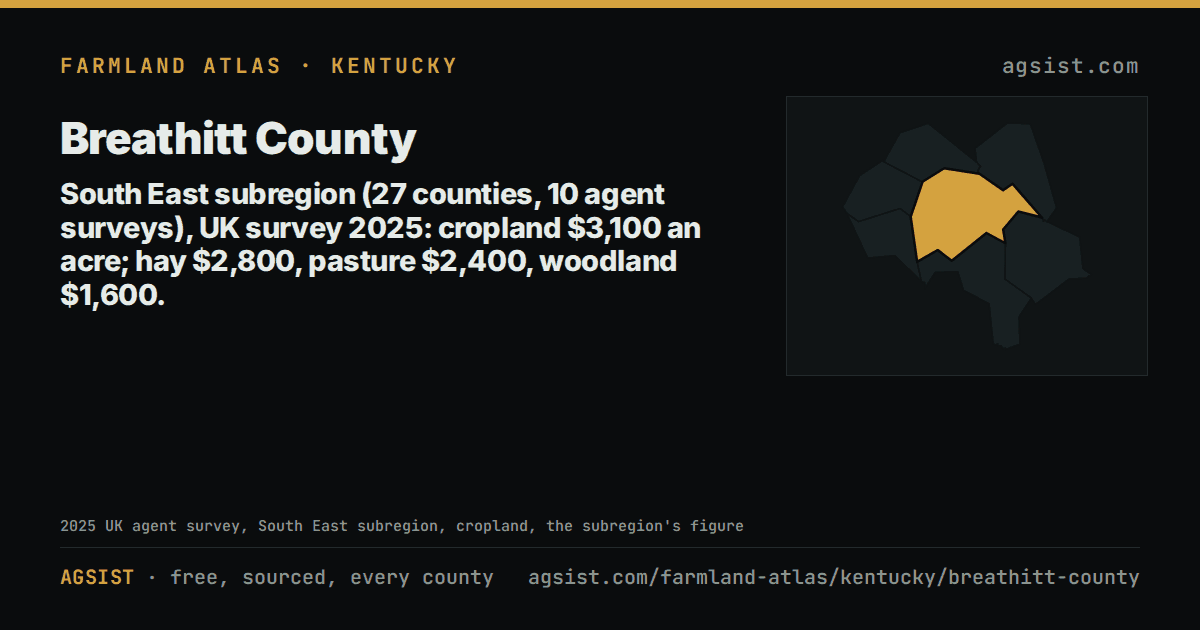 FARMLAND ATLAS · KENTUCKY
agsist.com
Breathitt County
South East subregion (27 counties, 10 agent
surveys), UK survey 2025: cropland $3,100 an
acre; hay $2,800, pasture $2,400, woodland
$1,600.
2025 UK agent survey, South East subregion, cropland, the subregion's figure
AGSIST · free, sourced, every county
agsist.com/farmland-atlas/kentucky/breathitt-county